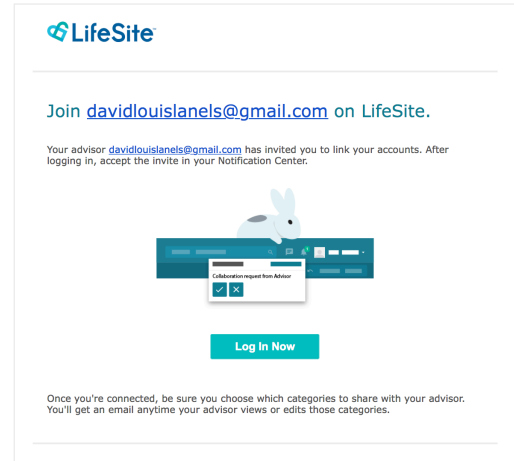 LifeSite
Join davidlouislanels@gmail.com on LifeSite.
Your advisor davidlouislanels@gmail.com has invited you to link your accounts. After
logging in, accept the invite in your Notification Center.
Collaboration request from Advisor
Log In Now
Once you're connected, be sure you choose which categories to share with your advisor.
You'll get an email anytime your advisor views or edits those categories.